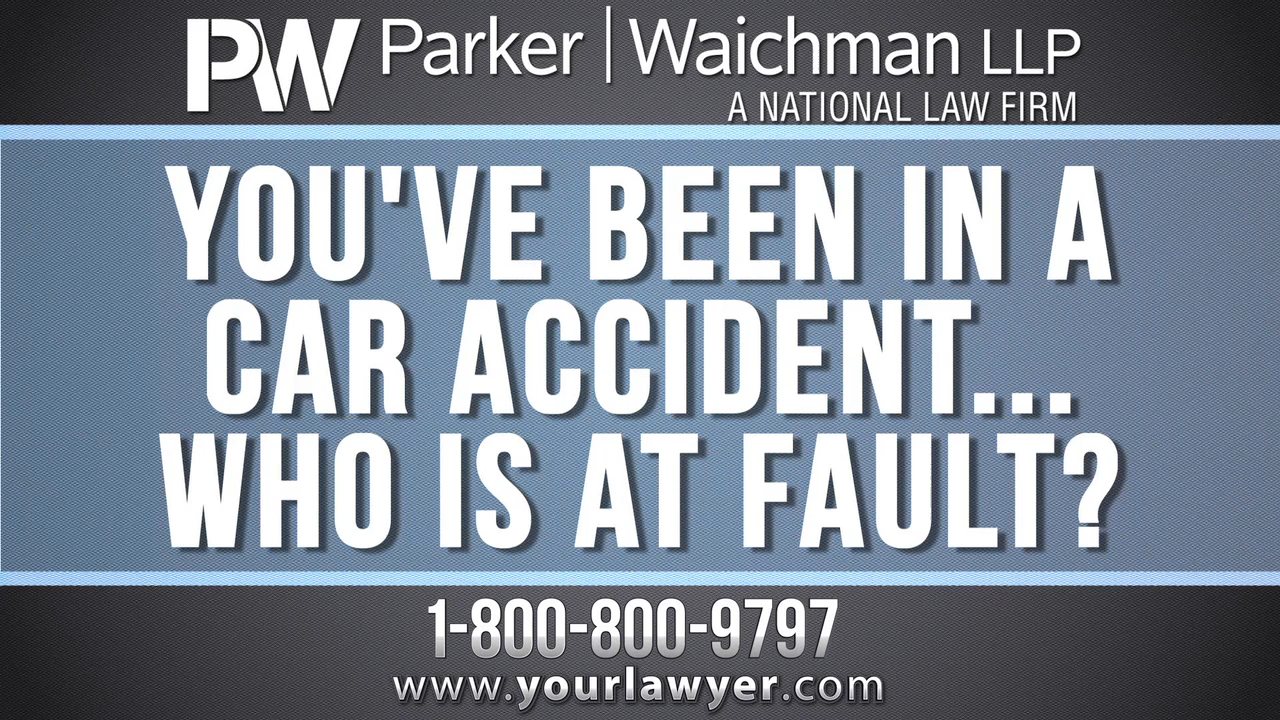 PW Parker | Waichman LLP
A NATIONAL LAW FIRM
YOU'VE BEEN IN A
CAR ACCIDENT...
WHO IS AT FAULT?
1-800-800-9797
www.yourlawyer.com